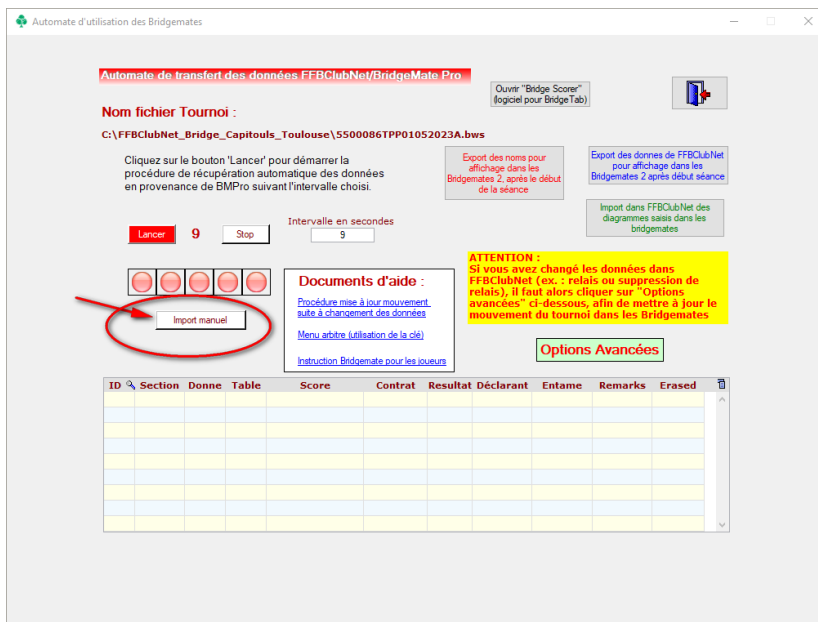 Automate d'utilisation des Bridgemates
Automate de transfert des données FFBClubNet/BridgeMate Pro
Ouvrir "Bridge Scorer"
(logiciel pour BridgeTab)
Nom fichier Tournoi :
C:\FFBClubNet_Bridge_Capitouls_Toulouse\5500086TPP01052023A.bws
Cliquez sur le bouton 'Lancer' pour démarrer la
procédure de récupération automatique des données
en provenance de BMPro suivant l'intervalle choisi.
Export des noms pour
affichage dans les
Bridgemates 2, après le début
de la séance
Export des donnes de FFBClubNet
pour affichage dans les
Bridgemates 2 après début séance
Import dans FFBClubNet des
diagrammes saisis dans les
bridgemates
Lancer 9 Stop
Intervalle en secondes
9
ATTENTION :
Si vous avez changé les données dans
FFBClubNet (ex. : relais ou suppression de
relais), il faut alors cliquer sur "Options
avancées" ci-dessous, afin de mettre à jour le
mouvement du tournoi dans les Bridgemates
Import manuel
Documents d'aide :
Procédure mise à jour mouvement
suite à changement des données
Menu arbitre (utilisation de la clé)
Instruction Bridgemate pour les joueurs
Options Avancées
ID Section Donne Table Score Contrat Resultat Déclarant Entame Remarks Erased